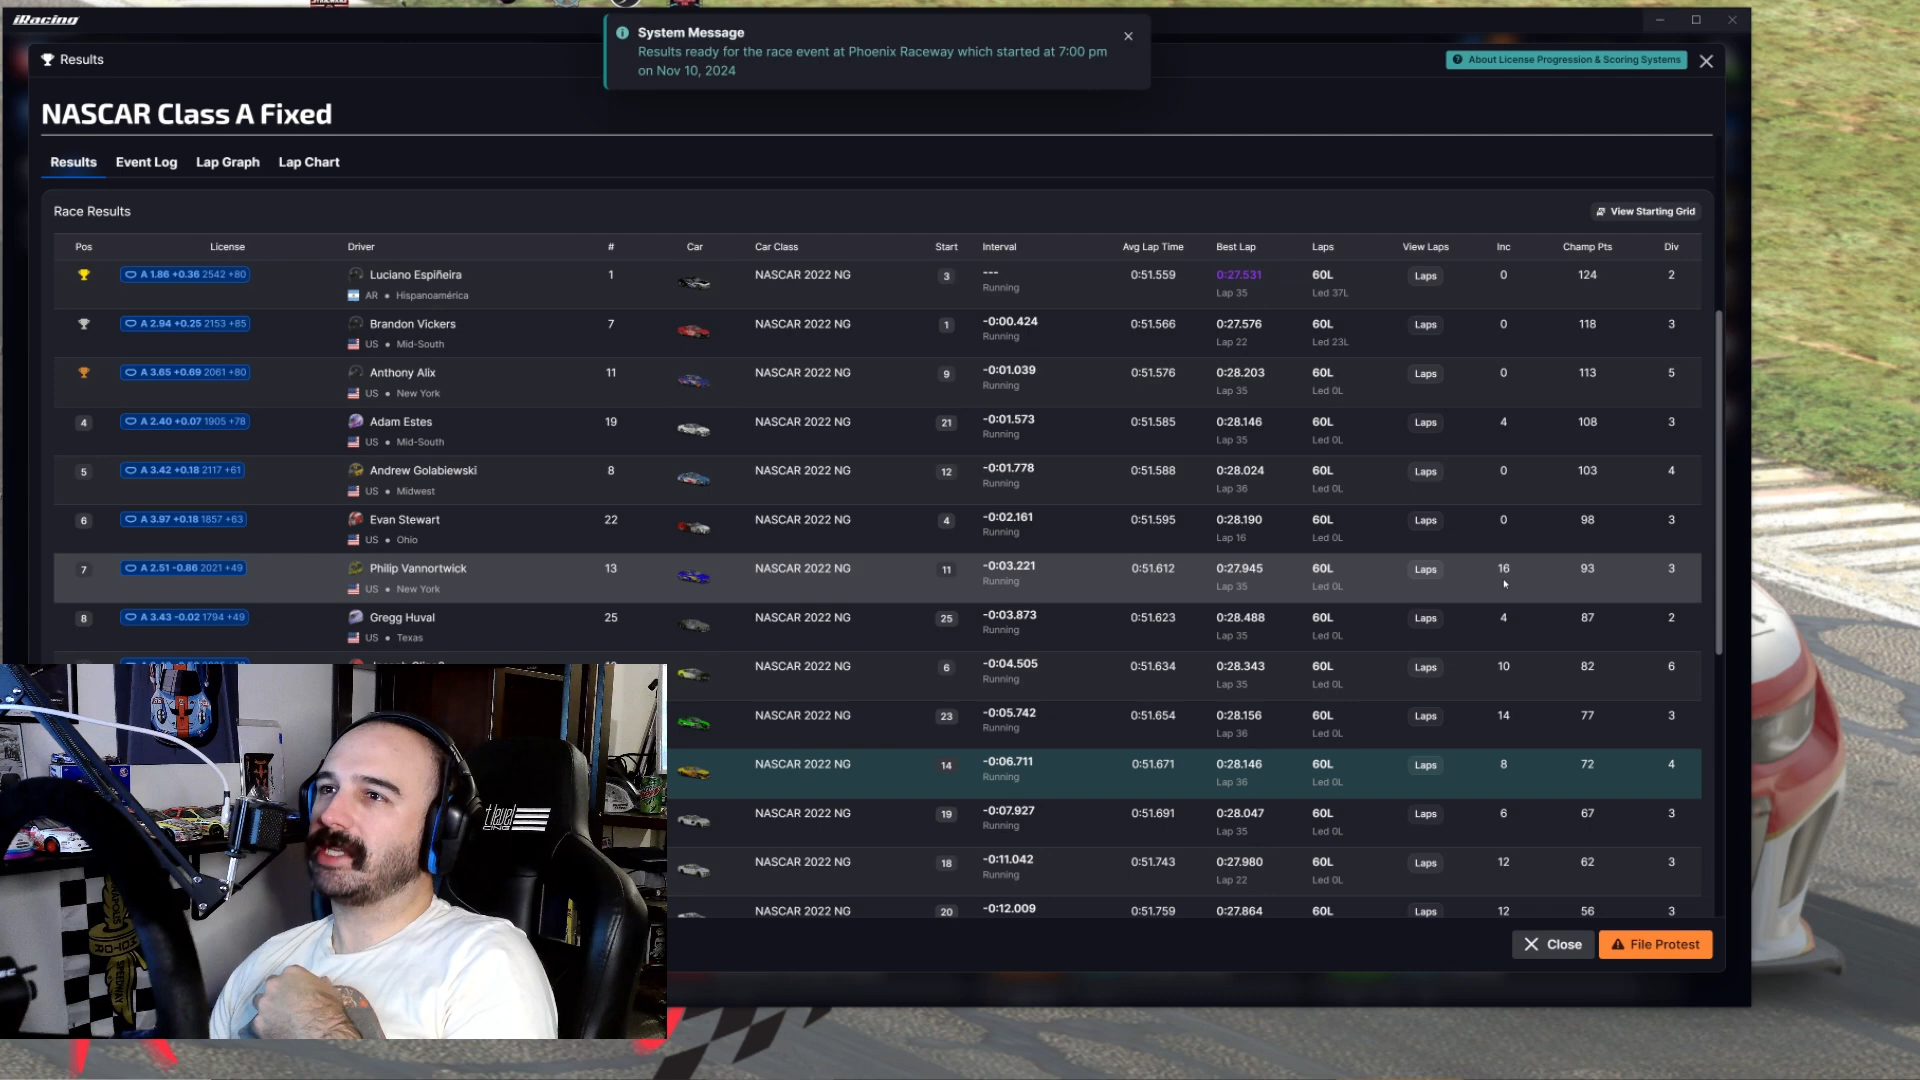 iRacing
System Message
Results ready for the race event at Phoenix Raceway which started at 7:00 pm
on Nov 10, 2024
Results
About License Progression & Scoring Systems
NASCAR Class A Fixed
Results Event Log Lap Graph Lap Chart
Race Results
View Starting Grid
Pos License Driver # Car Car Class Start Interval Avg Lap Time Best Lap Laps View Laps Inc Champ Pts Div
A 1.86 +0.36 2542 +80 Luciano Espiñeira 1 NASCAR 2022 NG 3 --- 0:51.559 0:27.531 60L Laps 0 124 2
AR • Hispanoamérica Running Lap 35 Led 37L
A 2.94 +0.25 2153 +85 Brandon Vickers 7 NASCAR 2022 NG 1 -0:00.424 0:51.566 0:27.576 60L Laps 0 118 3
US • Mid-South Running Lap 22 Led 23L
A 3.65 +0.69 2061 +80 Anthony Alix 11 NASCAR 2022 NG 9 -0:01.039 0:51.576 0:28.203 60L Laps 0 113 5
US • New York Running Lap 35 Led 0L
4 A 2.40 +0.07 1905 +78 Adam Estes 19 NASCAR 2022 NG 21 -0:01.573 0:51.585 0:28.146 60L Laps 4 108 3
US • Mid-South Running Lap 35 Led 0L
5 A 3.42 +0.18 2117 +61 Andrew Golabiewski 8 NASCAR 2022 NG 12 -0:01.778 0:51.588 0:28.024 60L Laps 0 103 4
US • Midwest Running Lap 36 Led 0L
6 A 3.97 +0.18 1857 +63 Evan Stewart 22 NASCAR 2022 NG 4 -0:02.161 0:51.595 0:28.190 60L Laps 0 98 3
US • Ohio Running Lap 16 Led 0L
7 A 2.51 -0.86 2021 +49 Philip Vannortwick 13 NASCAR 2022 NG 11 -0:03.221 0:51.612 0:27.945 60L Laps 16 93 3
US • New York Running Lap 35 Led 0L
8 A 3.43 -0.02 1794 +49 Gregg Huval 25 NASCAR 2022 NG 25 -0:03.873 0:51.623 0:28.488 60L Laps 4 87 2
US • Texas Running Lap 35 Led 0L
NASCAR 2022 NG 6 -0:04.505 0:51.634 0:28.343 60L Laps 10 82 6
Running Lap 35 Led 0L
NASCAR 2022 NG 23 -0:05.742 0:51.654 0:28.156 60L Laps 14 77 3
Running Lap 36 Led 0L
NASCAR 2022 NG 14 -0:06.711 0:51.671 0:28.146 60L Laps 8 72 4
Running Lap 36 Led 0L
NASCAR 2022 NG 19 -0:07.927 0:51.691 0:28.047 60L Laps 6 67 3
Running Lap 35 Led 0L
NASCAR 2022 NG 18 -0:11.042 0:51.743 0:27.980 60L Laps 12 62 3
Running Lap 22 Led 0L
NASCAR 2022 NG 20 -0:12.009 0:51.759 0:27.864 60L Laps 12 56 3
Close File Protest